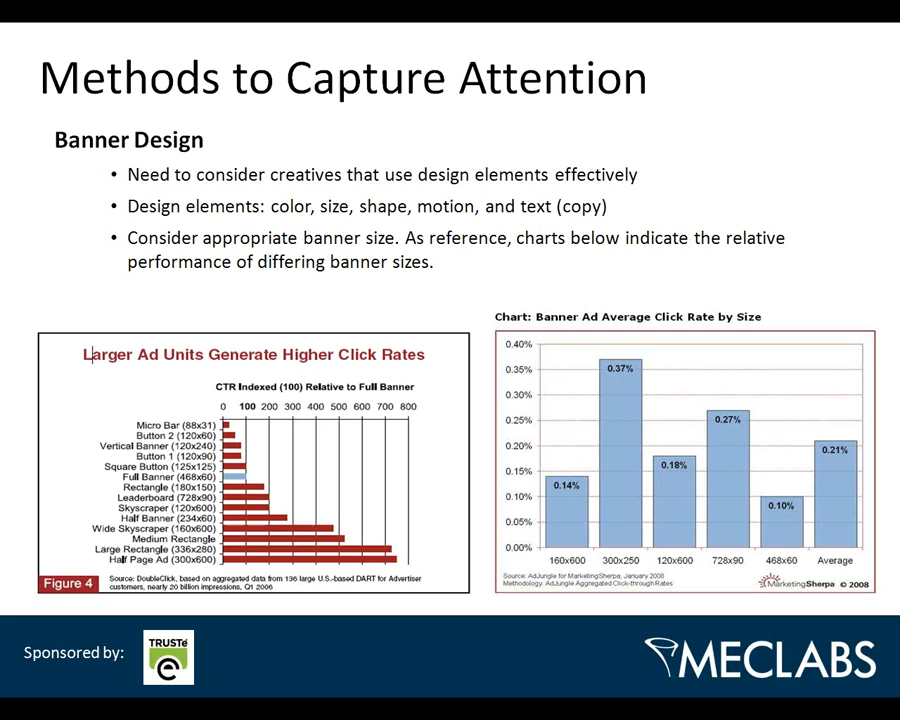 Methods to Capture Attention
Banner Design
• Need to consider creatives that use design elements effectively
• Design elements: color, size, shape, motion, and text (copy)
• Consider appropriate banner size. As reference, charts below indicate the relative
performance of differing banner sizes.
Larger Ad Units Generate Higher Click Rates
CTR Indexed (100) Relative to Full Banner
0 100 200 300 400 500 600 700 800
Micro Bar (88x31)
Button 2 (120x60)
Vertical Banner (120x240)
Button 1 (120x90)
Square Button (125x125)
Full Banner (468x60)
Rectangle (180x150)
Leaderboard (728x90)
Skyscraper (120x600)
Half Banner (234x60)
Wide Skyscraper (160x600)
Medium Rectangle
Large Rectangle (336x280)
Half Page Ad (300x600)
Figure 4
Source: DoubleClick, based on aggregated data from 136 large U.S.-based DART for Advertiser
customers, nearly 20 billion impressions, Q1 2006
Chart: Banner Ad Average Click Rate by Size
0.40%
0.35%
0.30%
0.25%
0.20%
0.15%
0.10%
0.05%
0.00%
0.14%
0.37%
0.18%
0.27%
0.10%
0.21%
160x600 300x250 120x600 728x90 468x60 Average
Source: AdJungle for MarketingSherpa, January 2008
Methodology: AdJungle Aggregated Click-through Rates
MarketingSherpa © 2008
Sponsored by:
TRUSTe
e
MECLABS